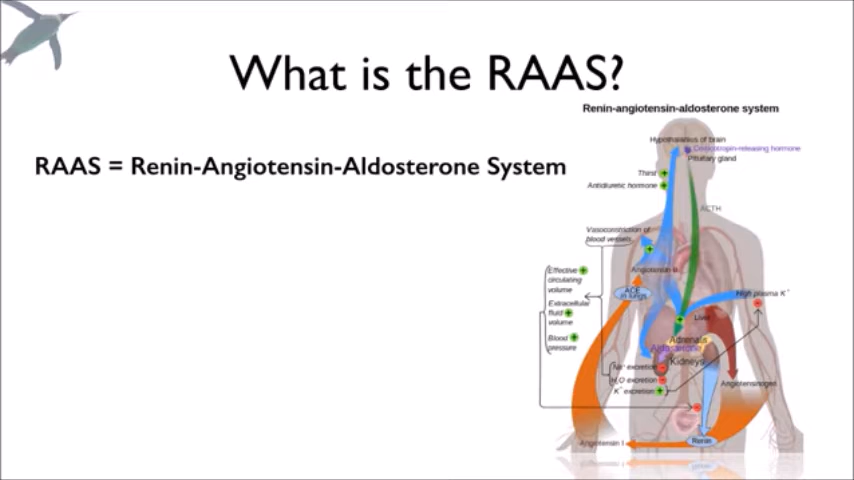 What is the RAAS?
RAAS = Renin-Angiotensin-Aldosterone System
Renin-angiotensin-aldosterone system
Hypothalamus of brain
Corticotropin-releasing hormone
Pituitary gland
Thirst
Antidiuretic hormone
ACTH
Vasoconstriction of
blood vessels
Angiotensin II
Effective
circulating
volume
ACE
in lungs
High plasma K+
Extracellular
fluid
volume
Liver
Blood
pressure
Adrenals
Aldosterone
Kidneys
Na+ excretion
H2O excretion
K+ excretion
Angiotensinogen
Angiotensin I
Renin